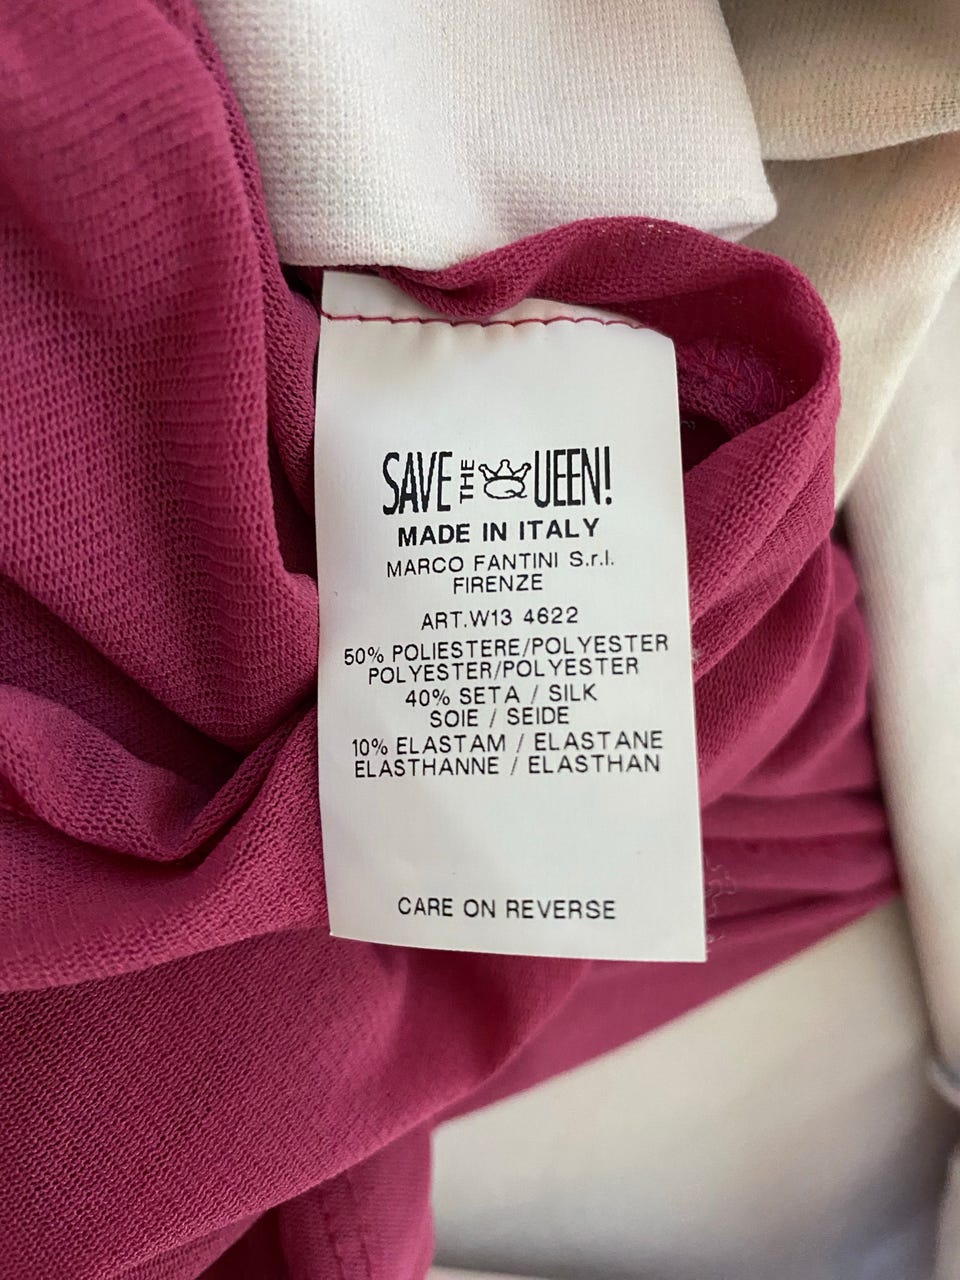 SAVE THE QUEEN!
MADE IN ITALY
MARCO FANTINI S.r.l.
FIRENZE
ART.W13 4622
50% POLIESTERE/POLYESTER
POLYESTER/POLYESTER
40% SETA / SILK
SOIE / SEIDE
10% ELASTAM / ELASTANE
ELASTHANNE / ELASTHAN
CARE ON REVERSE